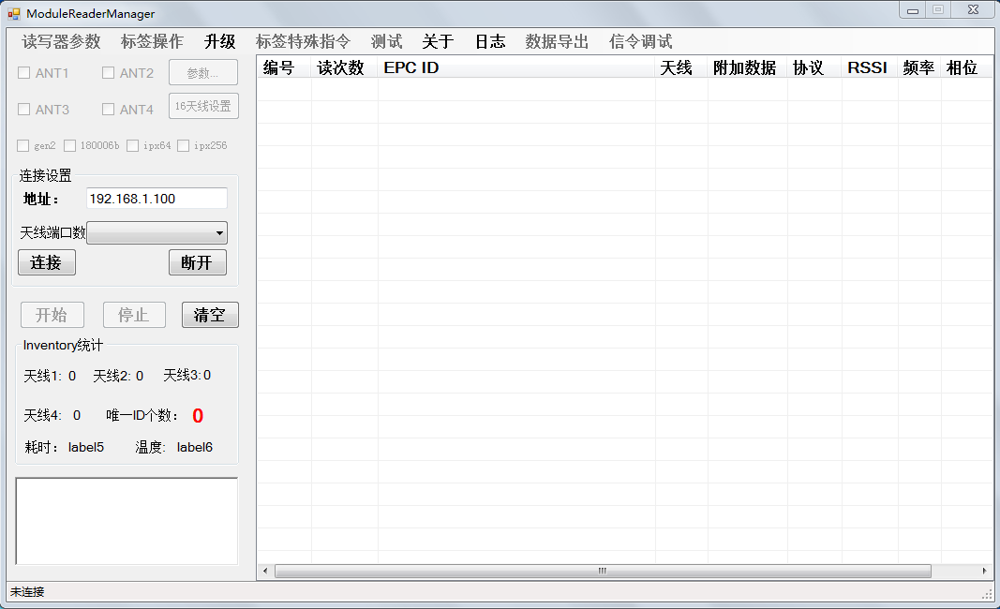 ModuleReaderManager
读写器参数 标签操作 升级 标签特殊指令 测试 关于 日志 数据导出 信令调试
ANT1 ANT2 参数...
ANT3 ANT4 16天线设置
gen2 180006b ipx64 ipx256
连接设置
地址： 192.168.1.100
天线端口数
连接 断开
开始 停止 清空
Inventory统计
天线1: 0 天线2: 0 天线3:0
天线4: 0 唯一ID个数： 0
耗时： label5 温度: label6
编号 读次数 EPC ID 天线 附加数据 协议 RSSI 频率 相位
未连接